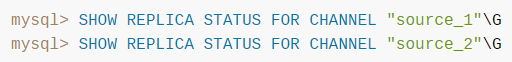 mysql> SHOW REPLICA STATUS FOR CHANNEL "source_1"\G
mysql> SHOW REPLICA STATUS FOR CHANNEL "source_2"\G